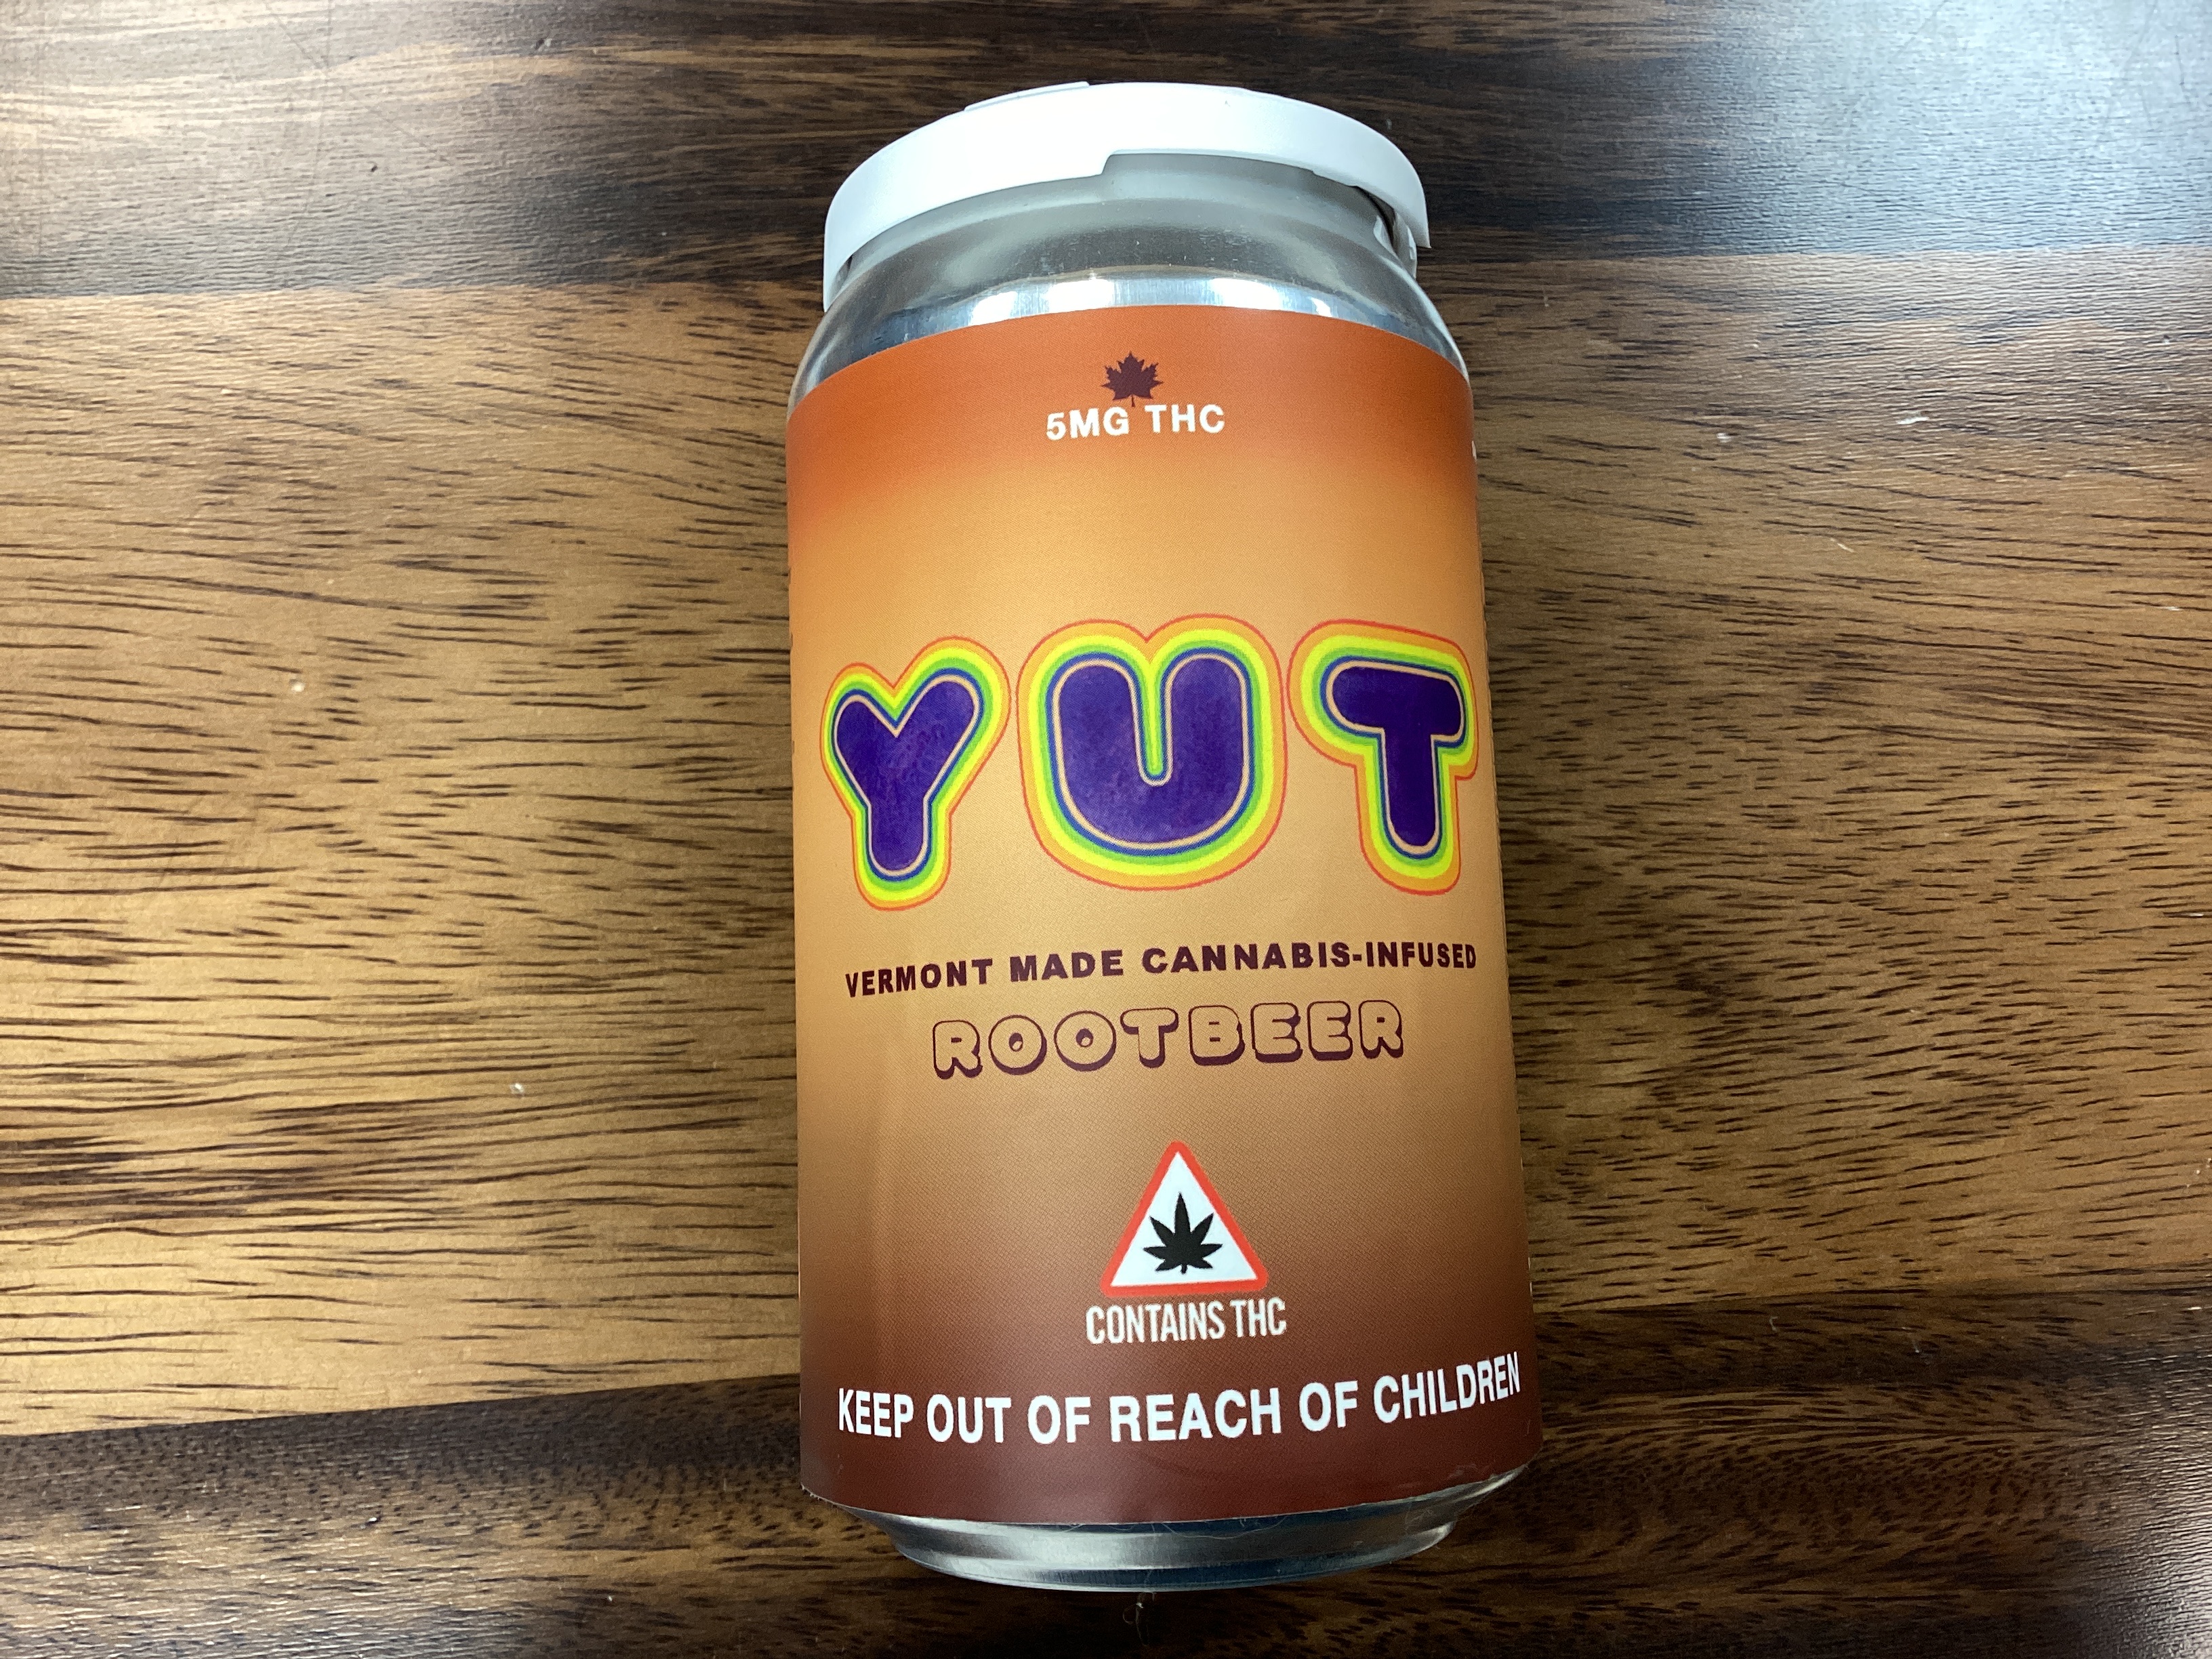 5MG THC
YUT
VERMONT MADE CANNABIS-INFUSED
ROOTBEER
CONTAINS THC
KEEP OUT OF REACH OF CHILDREN